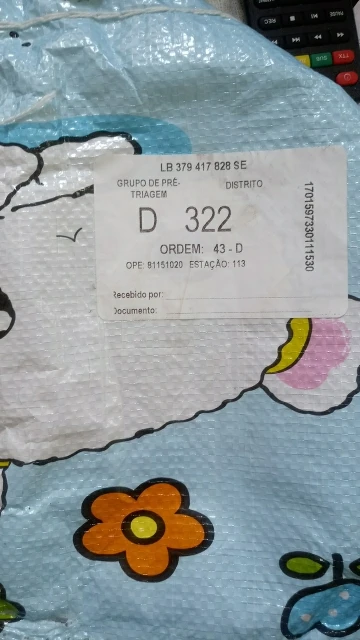 LB 379 417 828 SE
GRUPO DE PRÉ-
TRIAGEM
DISTRITO
D 322
ORDEM: 43 - D
OPE: 81151020 ESTAÇÃO: 113
Recebido por:
Documento:
1701597330111530